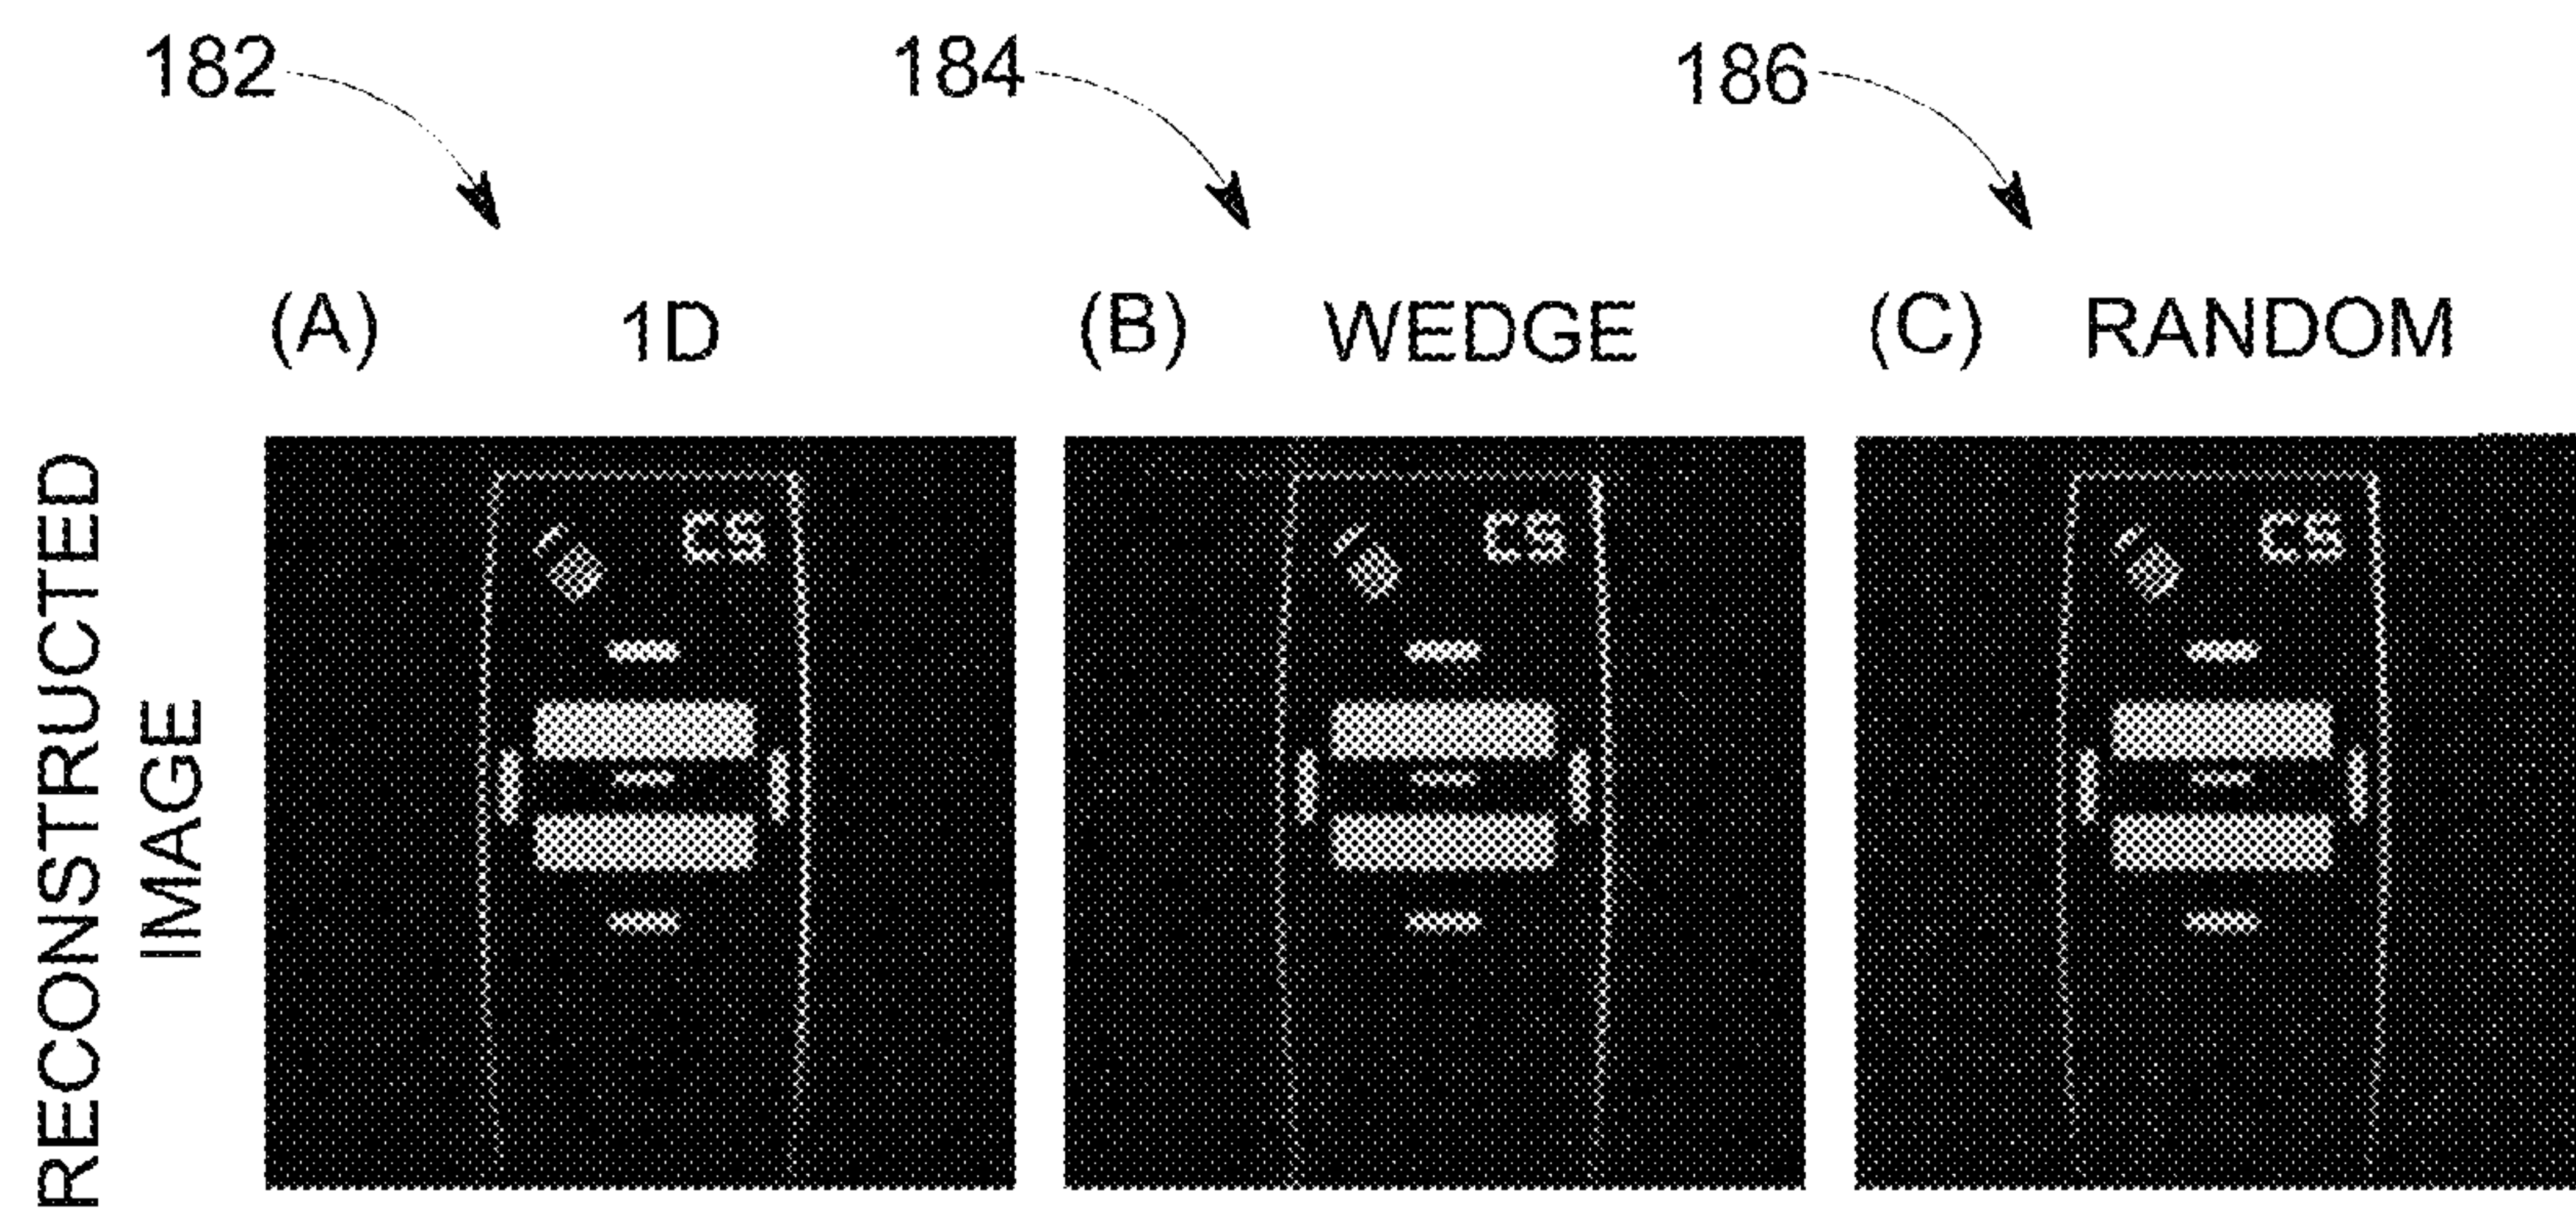 182 184 186
(A) 1D (B) WEDGE (C) RANDOM
RECONSTRUCTED
IMAGE
CS CS CS